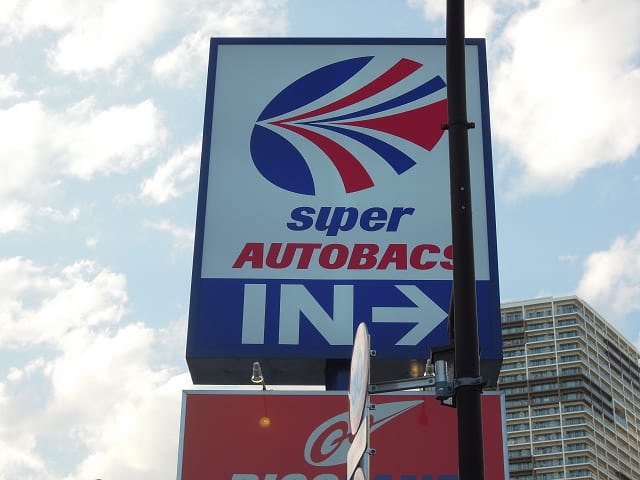 super
AUTOBACS
IN →
G